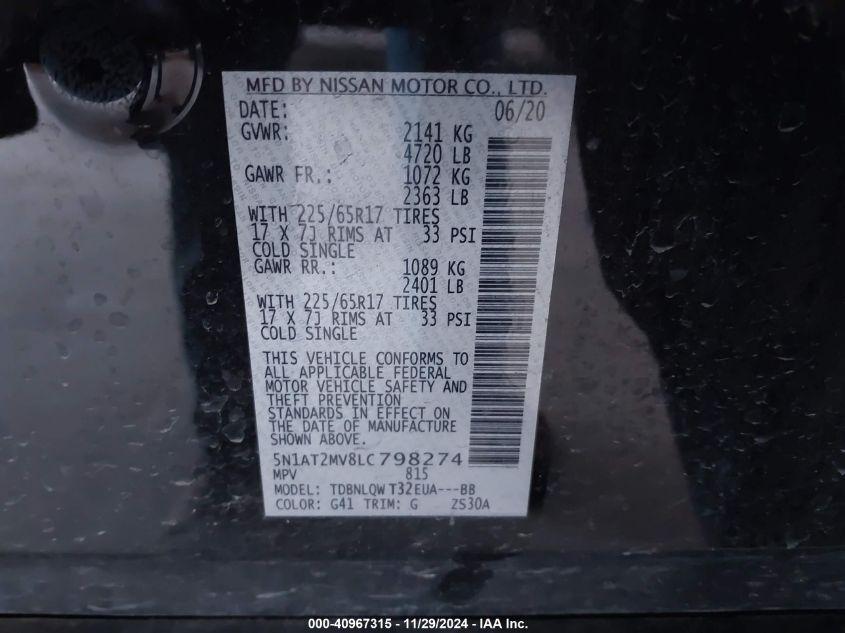 MFD BY NISSAN MOTOR CO., LTD.
DATE: 06/20
GVWR: 2141 KG
4720 LB
GAWR FR.: 1072 KG
2363 LB
WITH 225/65R17 TIRES
17 X 7J RIMS AT 33 PSI
COLD SINGLE
GAWR RR.: 1089 KG
2401 LB
WITH 225/65R17 TIRES
17 X 7J RIMS AT 33 PSI
COLD SINGLE
THIS VEHICLE CONFORMS TO
ALL APPLICABLE FEDERAL
MOTOR VEHICLE SAFETY AND
THEFT PREVENTION
STANDARDS IN EFFECT ON
THE DATE OF MANUFACTURE
SHOWN ABOVE.
5N1AT2MV8LC798274
MPV 815
MODEL: TDBNLQW T32EUA---BB
COLOR: G41 TRIM: G ZS30A
000-40967315 - 11/29/2024 - IAA Inc.